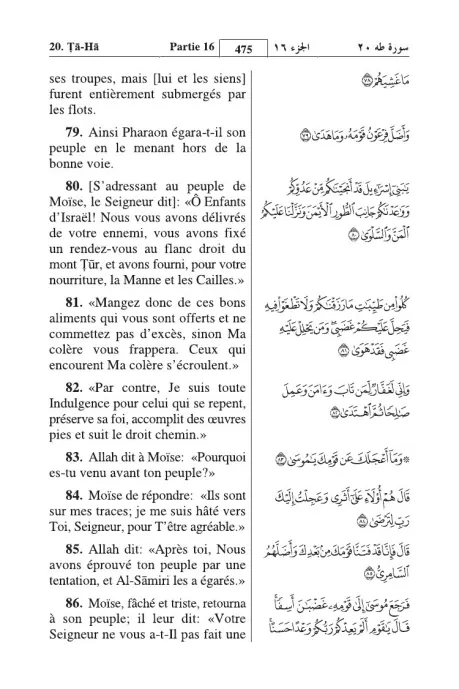 20. Ṭā-Hā Partie 16 475 الجزء ١٦ سورة طه ٢٠
ses troupes, mais [lui et les siens]
furent entièrement submergés par
les flots.
79. Ainsi Pharaon égara-t-il son
peuple en le menant hors de la
bonne voie.
80. [S’adressant au peuple de
Moïse, le Seigneur dit]: «Ô Enfants
d’Israël! Nous vous avons délivrés
de votre ennemi, vous avons fixé
un rendez-vous au flanc droit du
mont Ṭūr, et avons fourni, pour votre
nourriture, la Manne et les Cailles.»
81. «Mangez donc de ces bons
aliments qui vous sont offerts et ne
commettez pas d’excès, sinon Ma
colère vous frappera. Ceux qui
encourent Ma colère s’écroulent.»
82. «Par contre, Je suis toute
Indulgence pour celui qui se repent,
préserve sa foi, accomplit des œuvres
pies et suit le droit chemin.»
83. Allah dit à Moïse: «Pourquoi
es-tu venu avant ton peuple?»
84. Moïse de répondre: «Ils sont
sur mes traces; je me suis hâté vers
Toi, Seigneur, pour T’être agréable.»
85. Allah dit: «Après toi, Nous
avons éprouvé ton peuple par une
tentation, et Al-Sāmiri les a égarés.»
86. Moïse, fâché et triste, retourna
à son peuple; il leur dit: «Votre
Seigneur ne vous a-t-Il pas fait une
مَا غَشِيَهُمْ ٧٨
وَأَضَلَّ فِرْعَوْنُ قَوْمَهُۥ وَمَا هَدَىٰ ٧٩
يَٰبَنِىٓ إِسْرَٰٓءِيلَ قَدْ أَنجَيْنَٰكُم مِّنْ عَدُوِّكُمْ
وَوَٰعَدْنَٰكُمْ جَانِبَ ٱلطُّورِ ٱلْأَيْمَنَ وَنَزَّلْنَا عَلَيْكُمُ
ٱلْمَنَّ وَٱلسَّلْوَىٰ ٨٠
كُلُوا۟ مِن طَيِّبَٰتِ مَا رَزَقْنَٰكُمْ وَلَا تَطْغَوْا۟ فِيهِ
فَيَحِلَّ عَلَيْكُمْ غَضَبِى وَمَن يَحْلِلْ عَلَيْهِ
غَضَبِى فَقَدْ هَوَىٰ ٨١
وَإِنِّى لَغَفَّارٌ لِّمَن تَابَ وَءَامَنَ وَعَمِلَ
صَٰلِحًا ثُمَّ ٱهْتَدَىٰ ٨٢
۞ وَمَآ أَعْجَلَكَ عَن قَوْمِكَ يَٰمُوسَىٰ ٨٣
قَالَ هُمْ أُو۟لَآءِ عَلَىٰٓ أَثَرِى وَعَجِلْتُ إِلَيْكَ
رَبِّ لِتَرْضَىٰ ٨٤
قَالَ فَإِنَّا قَدْ فَتَنَّا قَوْمَكَ مِنۢ بَعْدِكَ وَأَضَلَّهُمُ
ٱلسَّامِرِىُّ ٨٥
فَرَجَعَ مُوسَىٰٓ إِلَىٰ قَوْمِهِۦ غَضْبَٰنَ أَسِفًا
قَالَ يَٰقَوْمِ أَلَمْ يَعِدْكُمْ رَبُّكُمْ وَعْدًا حَسَنًا